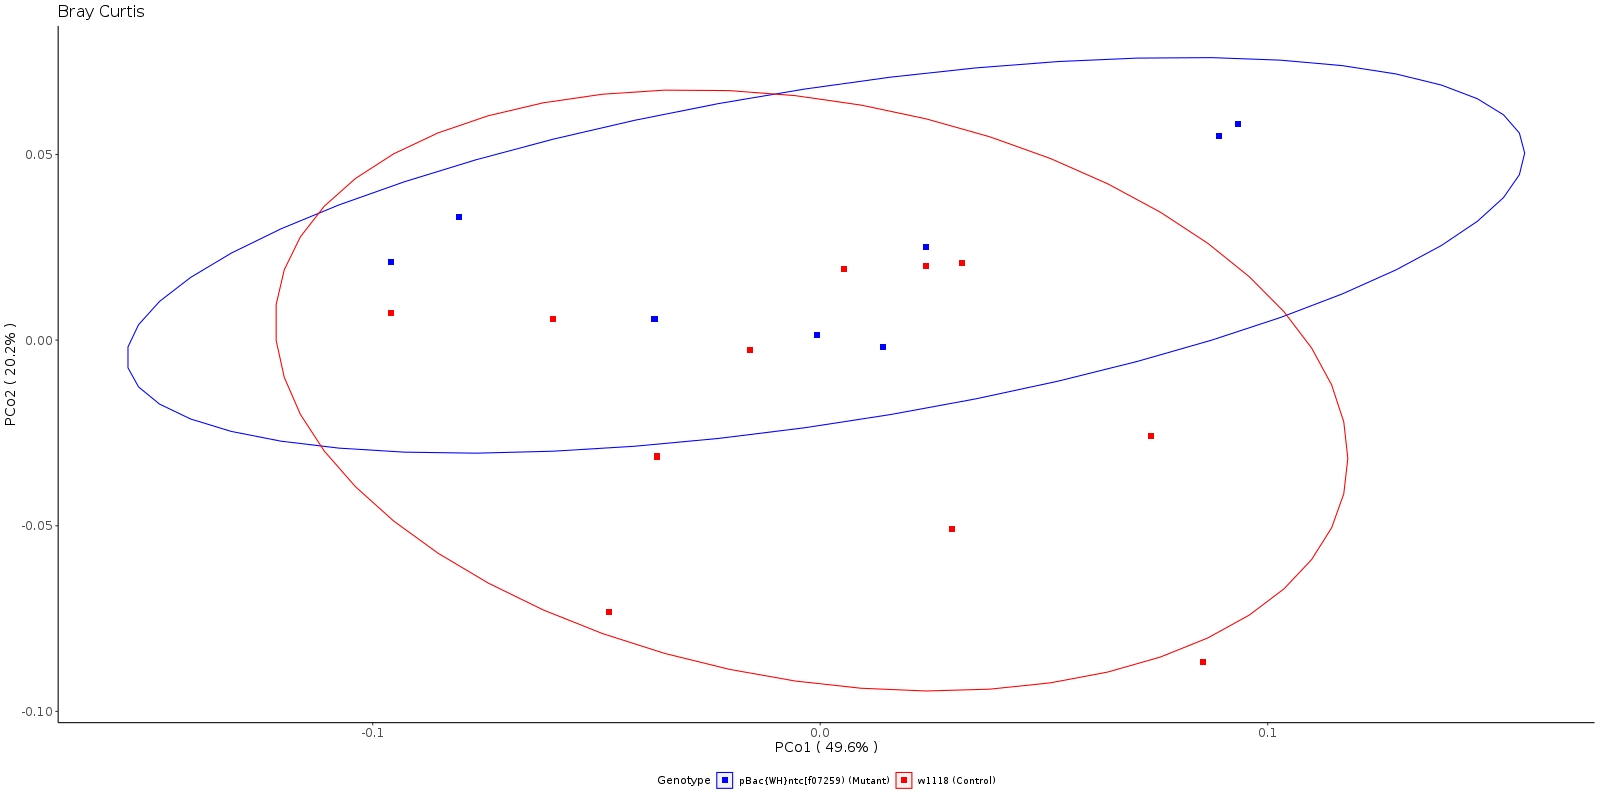 Bray Curtis
0.05
0.00
-0.05
-0.10
PCo2 ( 20.2% )
-0.1
0.0
0.1
PCo1 ( 49.6% )
Genotype
pBac{WH}ntc[f07259) (Mutant)
w1118 (Control)